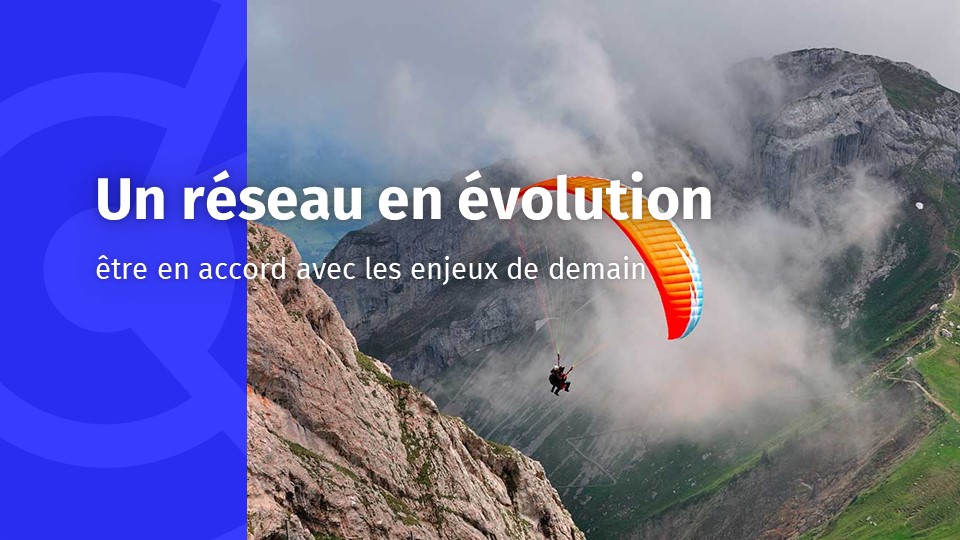 Un réseau en évolution
être en accord avec les enjeux de demain